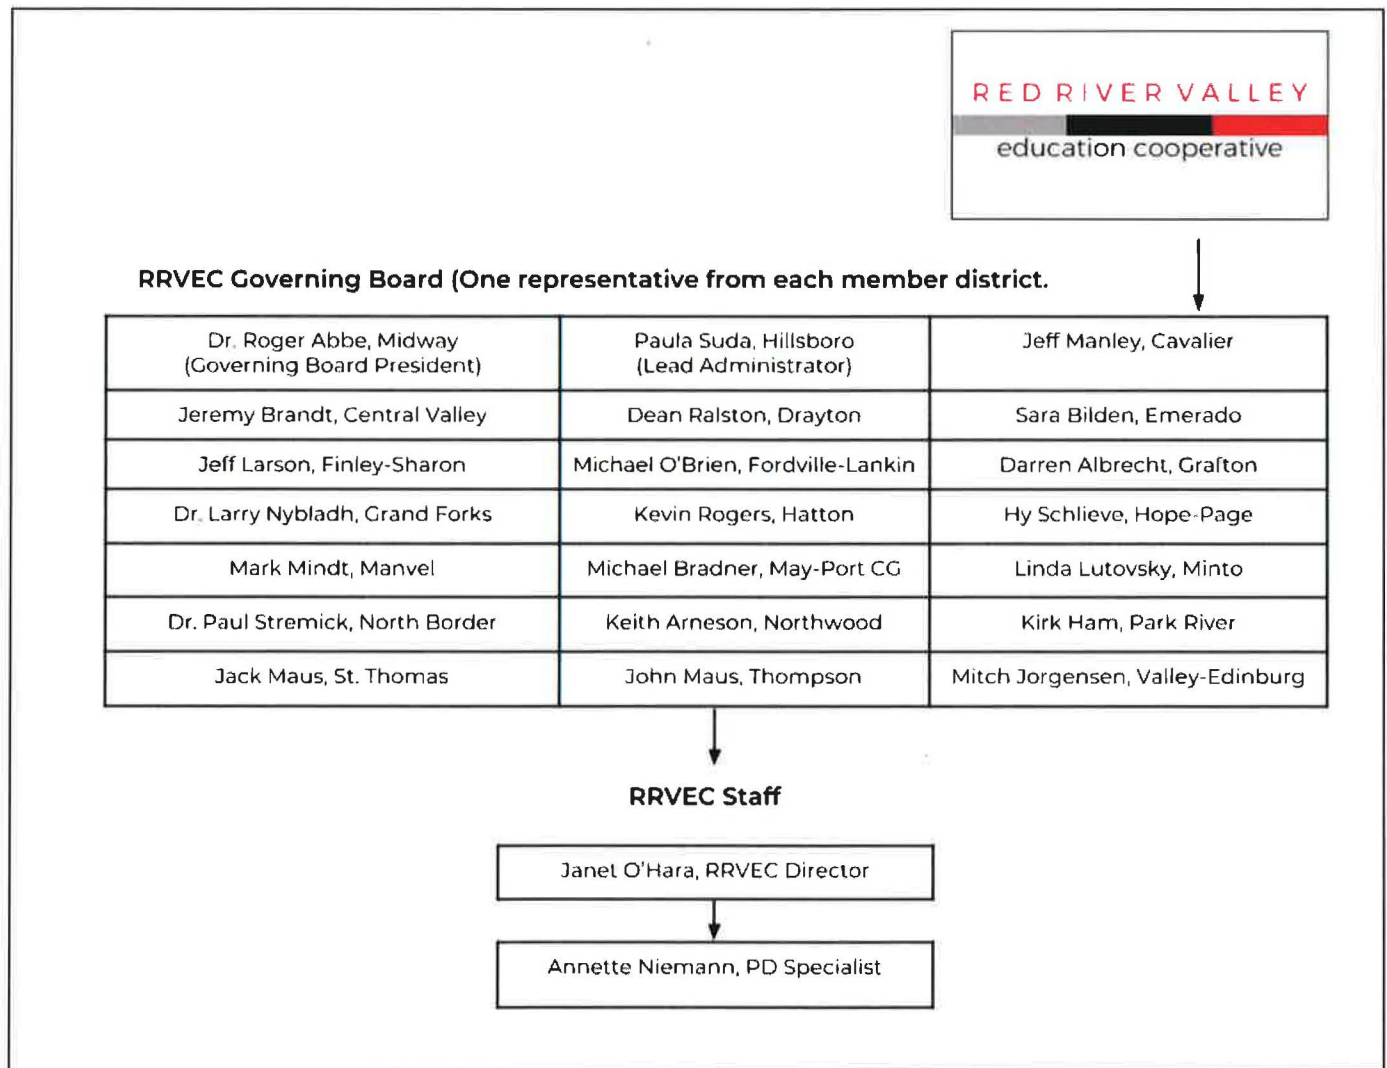 RED RIVER VALLEY
education cooperative
RRVEC Governing Board (One representative from each member district.
Dr. Roger Abbe, Midway
(Governing Board President)
Paula Suda, Hillsboro
(Lead Administrator)
Jeff Manley, Cavalier
Jeremy Brandt, Central Valley
Dean Ralston, Drayton
Sara Bilden, Emerado
Jeff Larson, Finley-Sharon
Michael O'Brien, Fordville-Lankin
Darren Albrecht, Grafton
Dr. Larry Nybladh, Grand Forks
Kevin Rogers, Hatton
Hy Schlieve, Hope-Page
Mark Mindt, Manvel
Michael Bradner, May-Port CG
Linda Lutovsky, Minto
Dr. Paul Stremick, North Border
Keith Arneson, Northwood
Kirk Ham, Park River
Jack Maus, St. Thomas
John Maus, Thompson
Mitch Jorgensen, Valley-Edinburg
RRVEC Staff
Janet O'Hara, RRVEC Director
Annette Niemann, PD Specialist